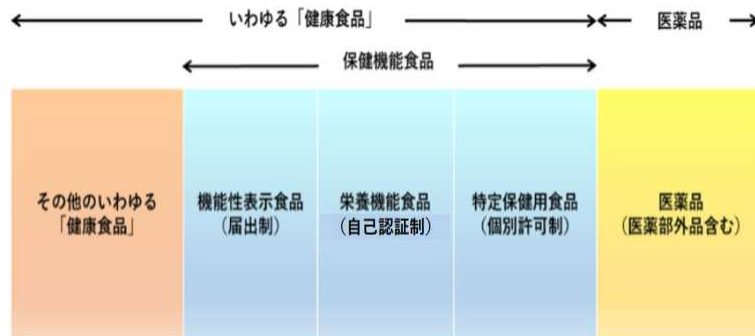 いわゆる「健康食品」
医薬品
保健機能食品
その他のいわゆる
「健康食品」
機能性表示食品
(届出制)
栄養機能食品
(自己認証制)
特定保健用食品
(個別許可制)
医薬品
(医薬部外品含む)